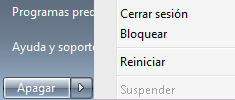 Programas pred
Ayuda y soporte
Apagar
Cerrar sesión
Bloquear
Reiniciar
Suspender